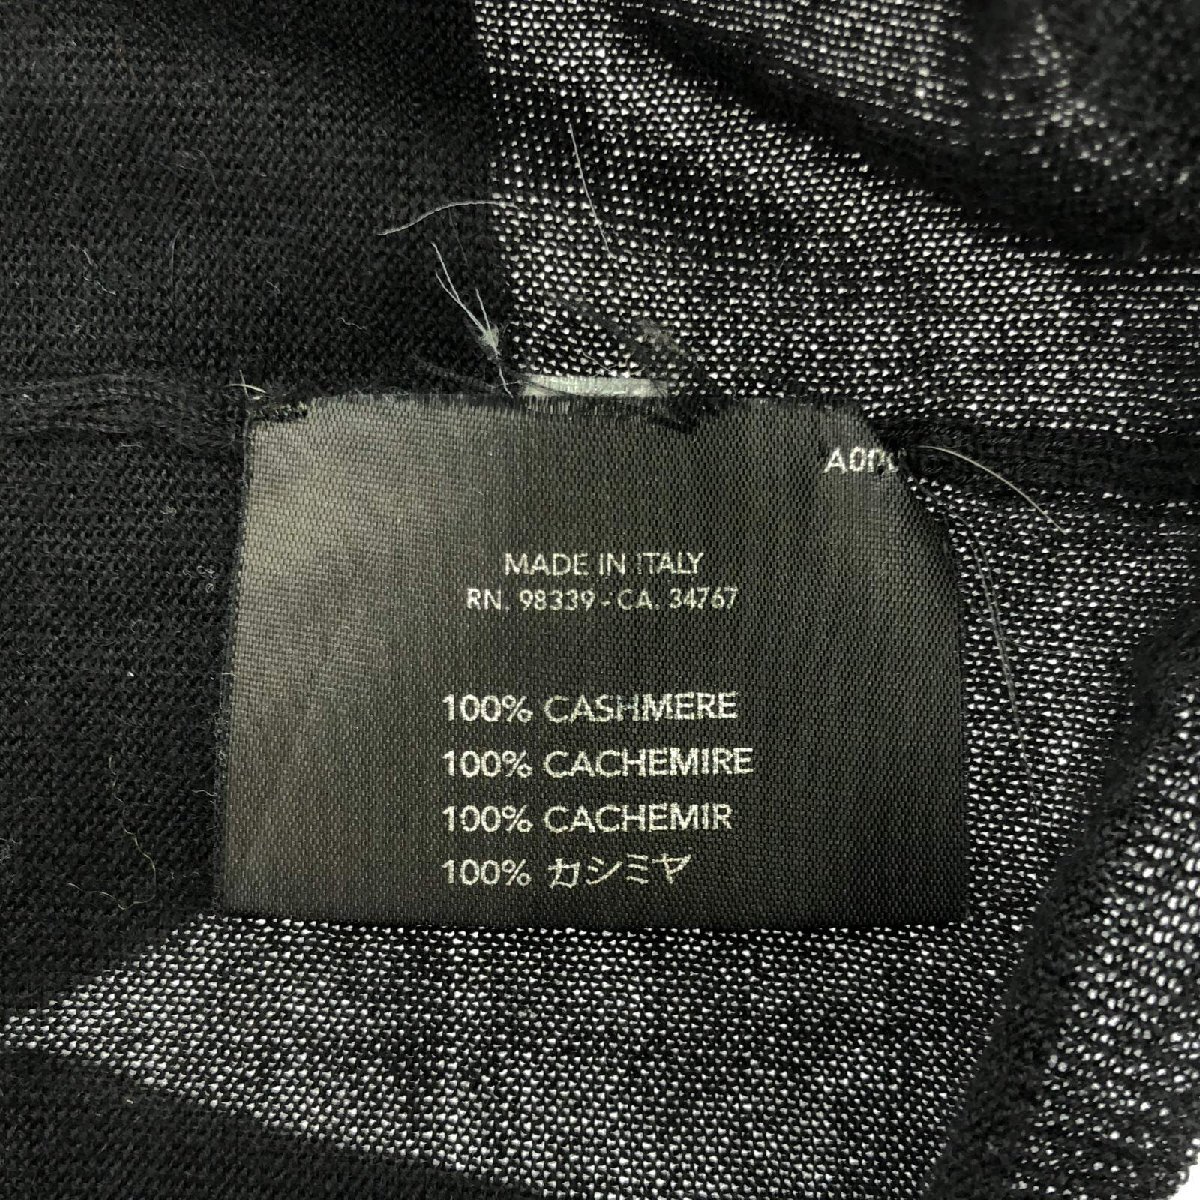 MADE IN ITALY
RN. 98339 - CA. 34767
100% CASHMERE
100% CACHEMIRE
100% CACHEMIR
100% カシミヤ